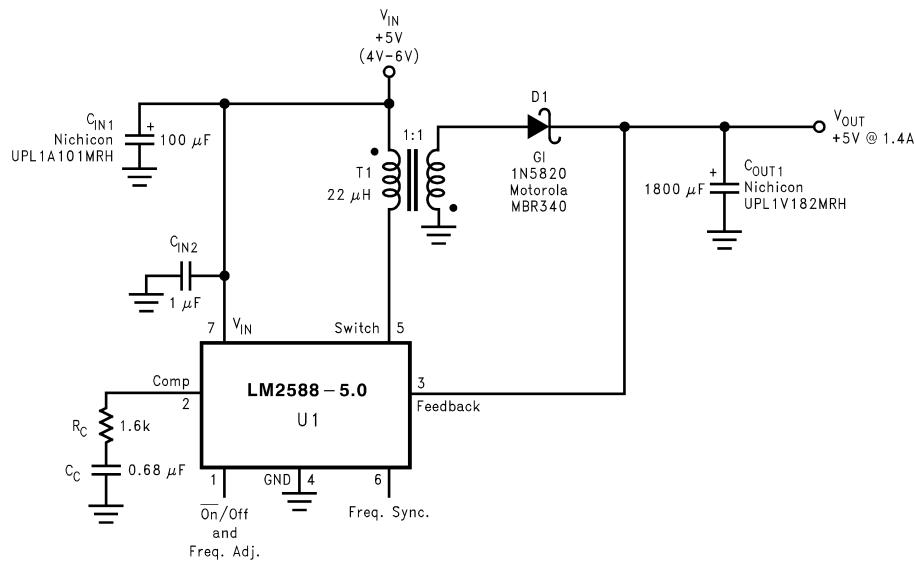 V_IN
+5V
(4V–6V)
C_IN1
Nichicon
UPL1A101MRH
+
100 μF
1:1
T1
22 μH
D1
GI
1N5820
Motorola
MBR340
V_OUT
+5V @ 1.4A
+
1800 μF
C_OUT1
Nichicon
UPL1V182MRH
C_IN2
1 μF
7
V_IN
Switch
5
Comp
2
LM2588–5.0
U1
3
Feedback
R_C
1.6k
C_C
0.68 μF
1
GND
4
6
O̅n̅/Off
and
Freq. Adj.
Freq. Sync.